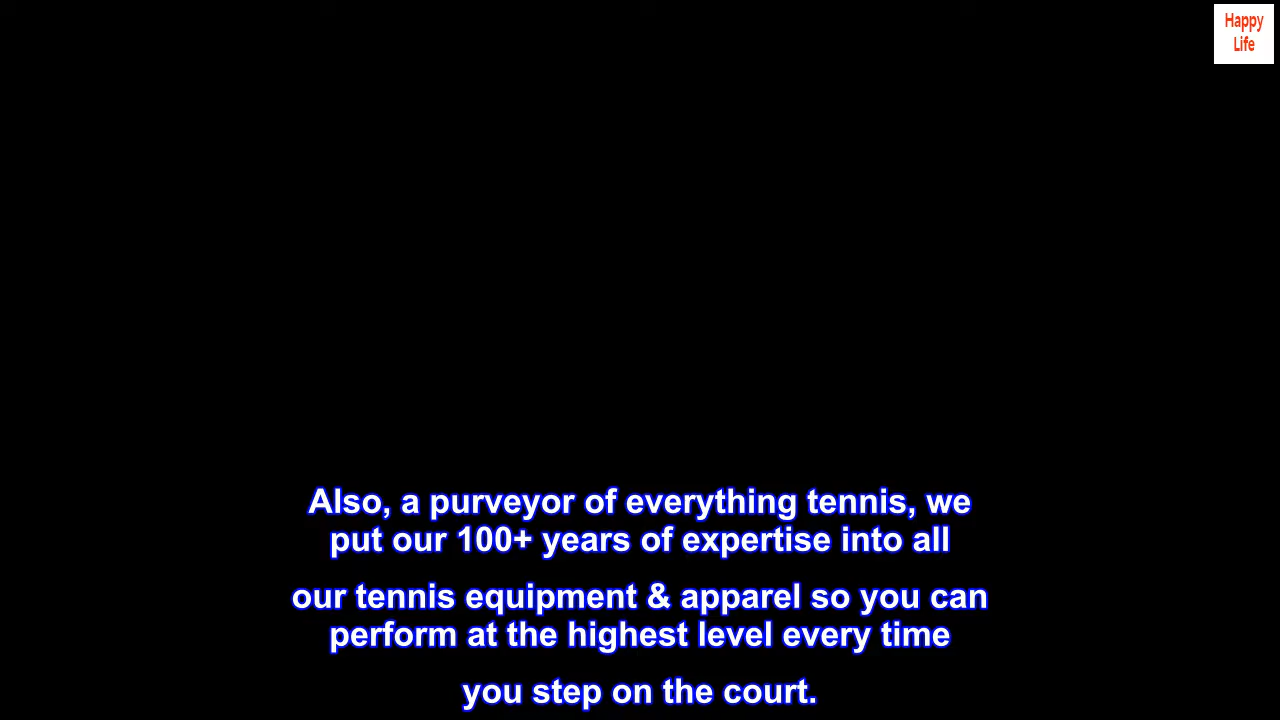 Happy
Life
Also, a purveyor of everything tennis, we
put our 100+ years of expertise into all
our tennis equipment & apparel so you can
perform at the highest level every time
you step on the court.